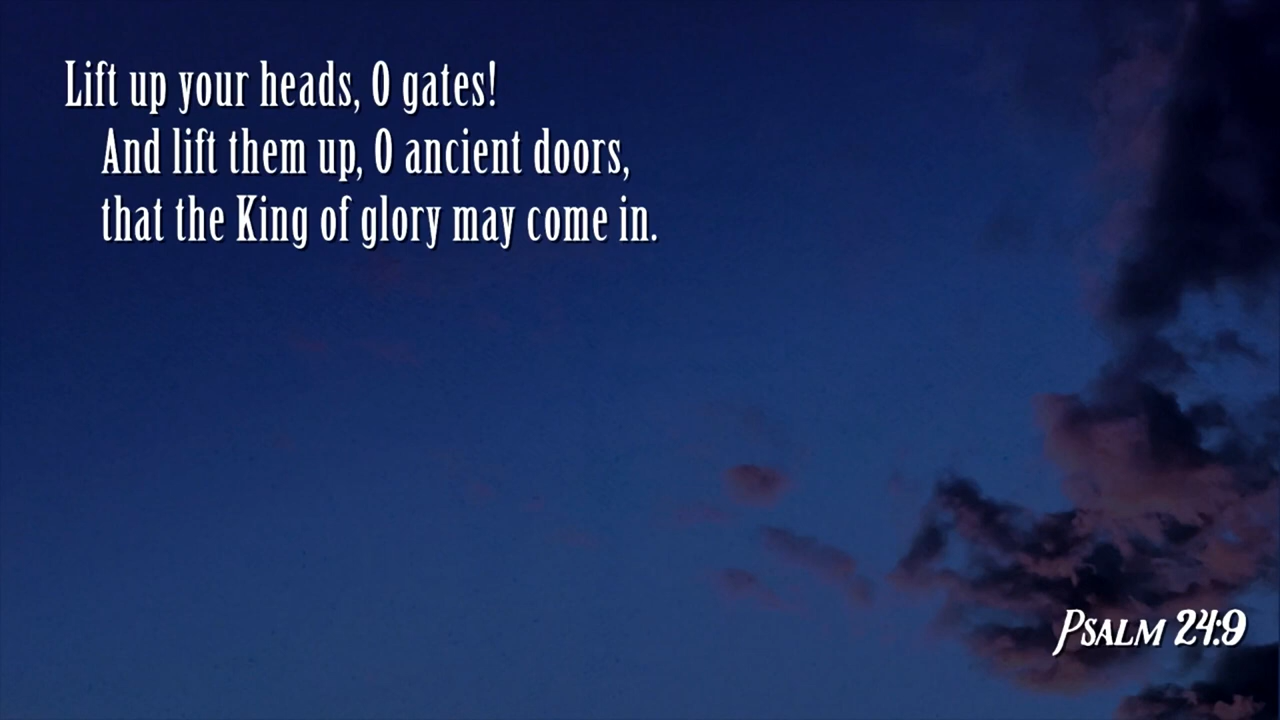 Lift up your heads, O gates!
And lift them up, O ancient doors,
that the King of glory may come in.
Psalm 24:9